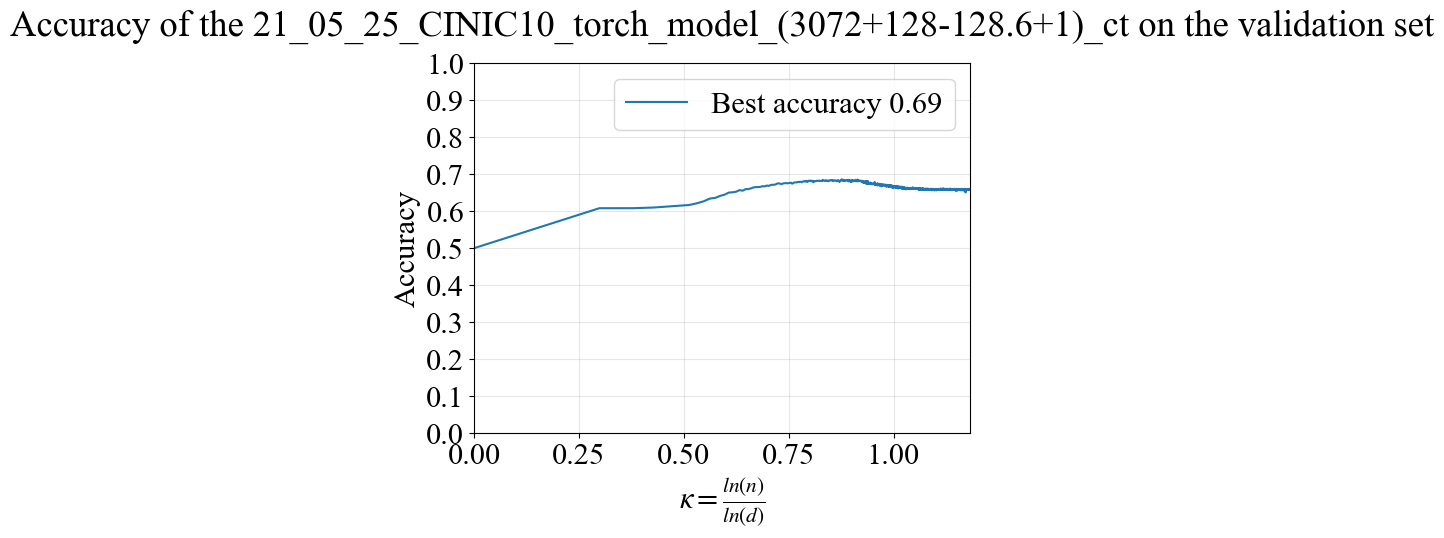 Accuracy of the 21_05_25_CINIC10_torch_model_(3072+128-128.6+1)_ct on the validation set
Best accuracy 0.69
1.0
0.9
0.8
0.7
0.6
0.5
0.4
0.3
0.2
0.1
0.0
Accuracy
0.00 0.25 0.50 0.75 1.00
κ = ln(n) / ln(d)